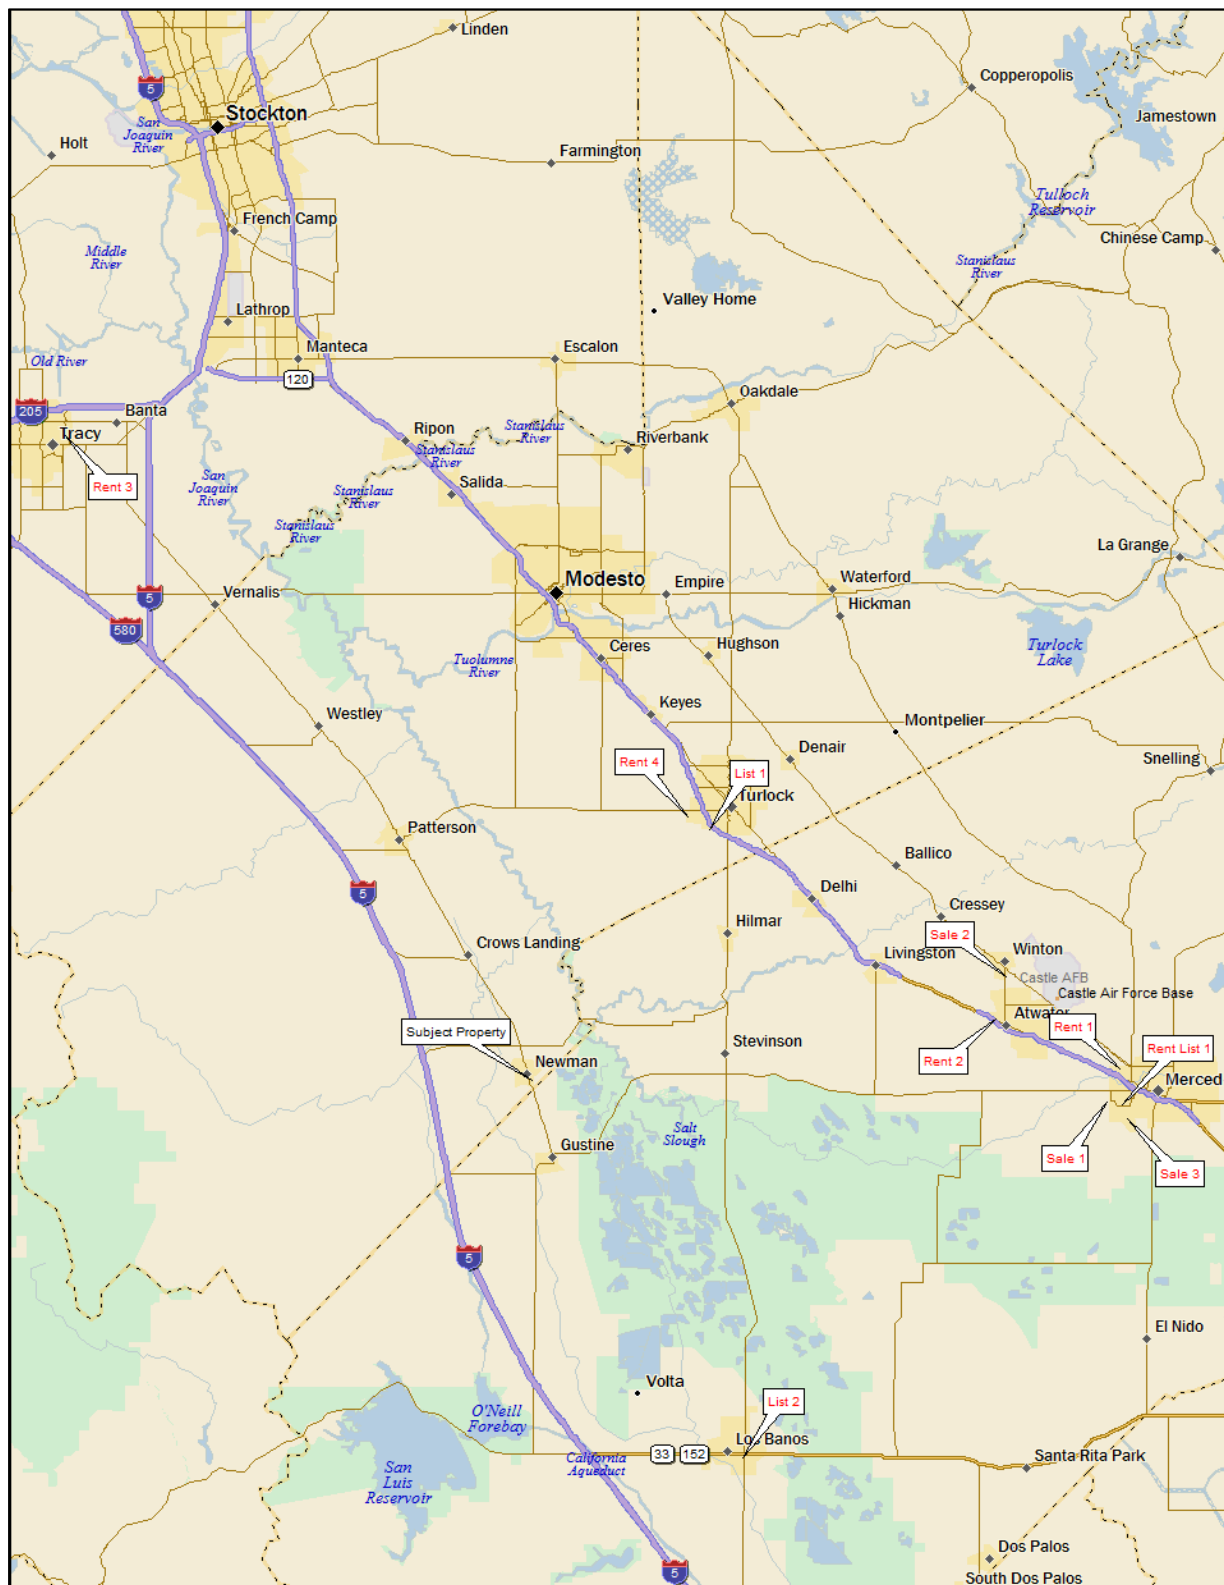 Linden
Copperopolis
5
Stockton
Jamestown
San
Joaquin
River
Holt
Farmington
Tulloch
Reservoir
French Camp
Chinese Camp
Middle
River
Stanislaus
River
Valley Home
Lathrop
Manteca
Escalon
Old River
120
Oakdale
205
Banta
Tracy
Ripon
Stanislaus
River
Riverbank
Stanislaus
River
Rent 3
San
Joaquin
River
Salida
Stanislaus
River
Stanislaus
River
La Grange
Modesto
Empire
Waterford
5
Vernalis
Hickman
580
Ceres
Hughson
Turlock
Lake
Tuolumne
River
Westley
Keyes
Montpelier
Denair
Snelling
Rent 4
List 1
Turlock
Patterson
Ballico
5
Delhi
Cressey
Hilmar
Sale 2
Crows Landing
Livingston
Winton
Castle AFB
Castle Air Force Base
Atwater
Subject Property
Rent 1
Stevinson
Rent List 1
Newman
Rent 2
Merced
Salt
Slough
Gustine
Sale 1
Sale 3
5
El Nido
Volta
List 2
O'Neill
Forebay
Los Banos
33
152
California
Aqueduct
Santa Rita Park
San
Luis
Reservoir
Dos Palos
5
South Dos Palos